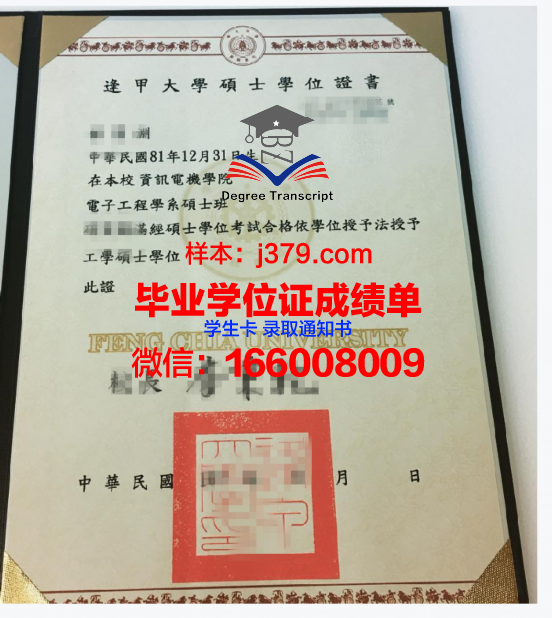 逢甲大學碩士學位證書
號
中華民國81年12月31日生
在本校資訊電機學院
Degree Transcript
電子工程學系碩士班
經碩士學位考試合格依學位授予法授予
工學碩士學位
样本：j379.com
此證
毕业学位证成绩单
学生卡 录取通知书
FENG CHIA UNIVERSITY
微信：166008009
校長
中華民國 月 日